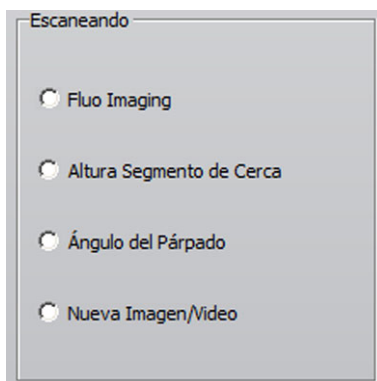 Escaneando
Fluo Imaging
Altura Segmento de Cerca
Ángulo del Párpado
Nueva Imagen/Video